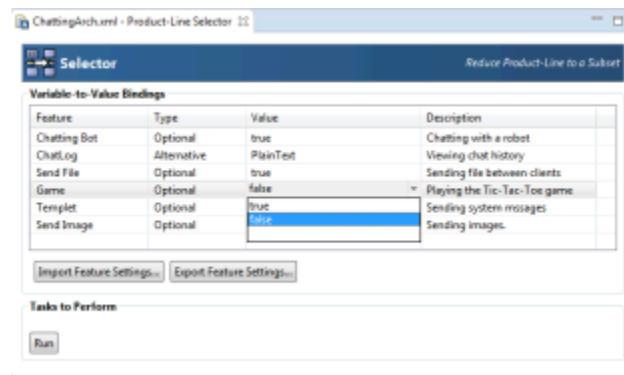 ChattingArch.xml - Product-Line Selector
Selector
Reduce Product-Line to a Subset
Variable-to-Value Bindings
Feature Type Value Description
Chatting Bot Optional true Chatting with a robot
ChatLog Alternative PlainText Viewing chat history
Send File Optional true Sending file between clients
Game Optional false Playing the Tic-Tac-Toe game
Templet Optional true Sending system mssages
Send Image Optional false Sending images.
Import Feature Settings... Export Feature Settings...
Tasks to Perform
Run